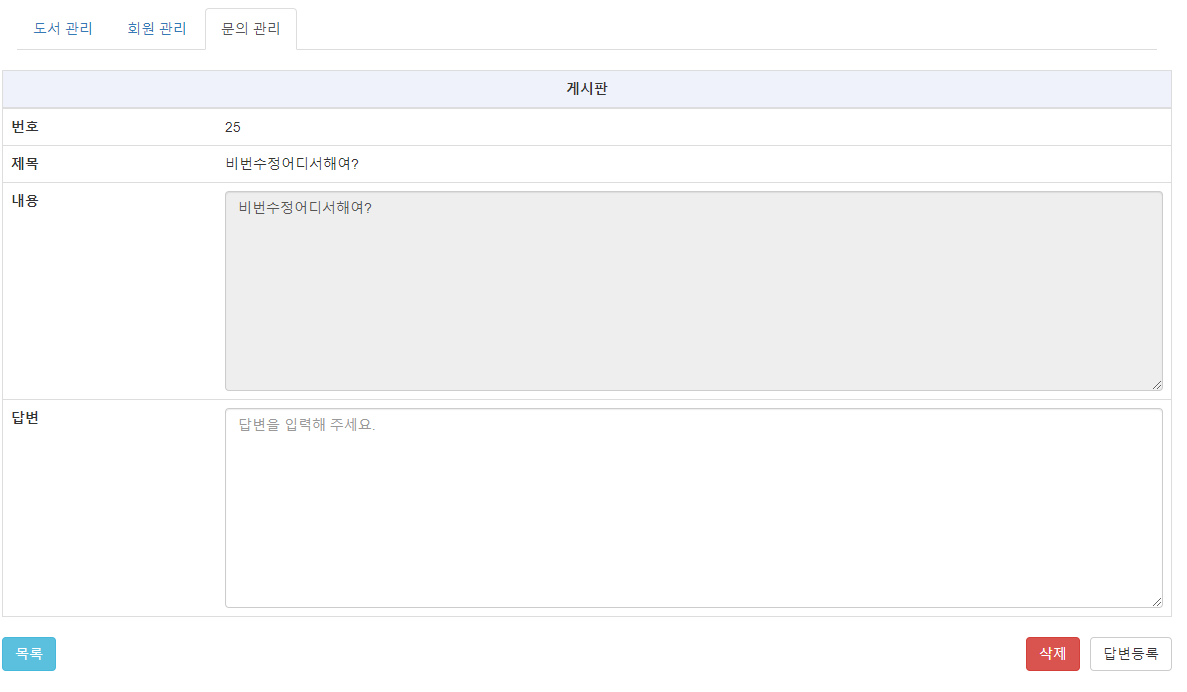 도서 관리 회원 관리 문의 관리
게시판
번호 25
제목 비번수정어디서해여?
내용 비번수정어디서해여?
답변 답변을 입력해 주세요.
목록 삭제 답변등록